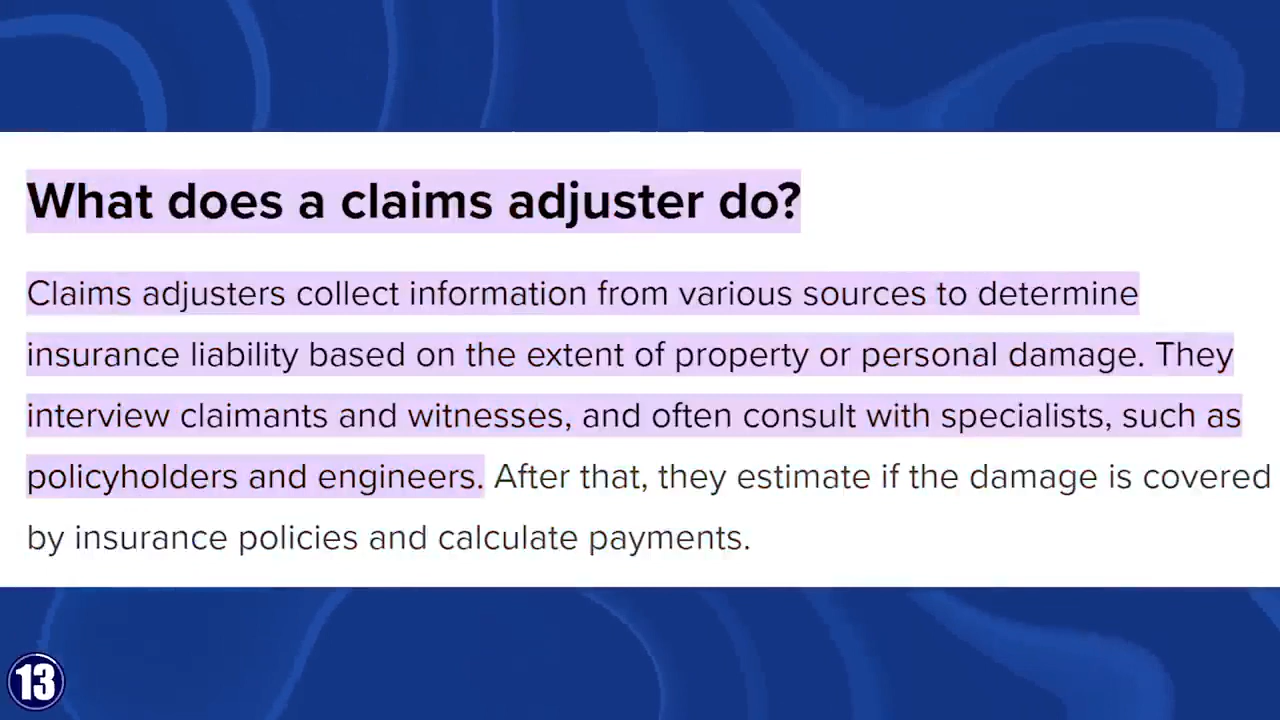 What does a claims adjuster do?
Claims adjusters collect information from various sources to determine
insurance liability based on the extent of property or personal damage. They
interview claimants and witnesses, and often consult with specialists, such as
policyholders and engineers. After that, they estimate if the damage is covered
by insurance policies and calculate payments.
13